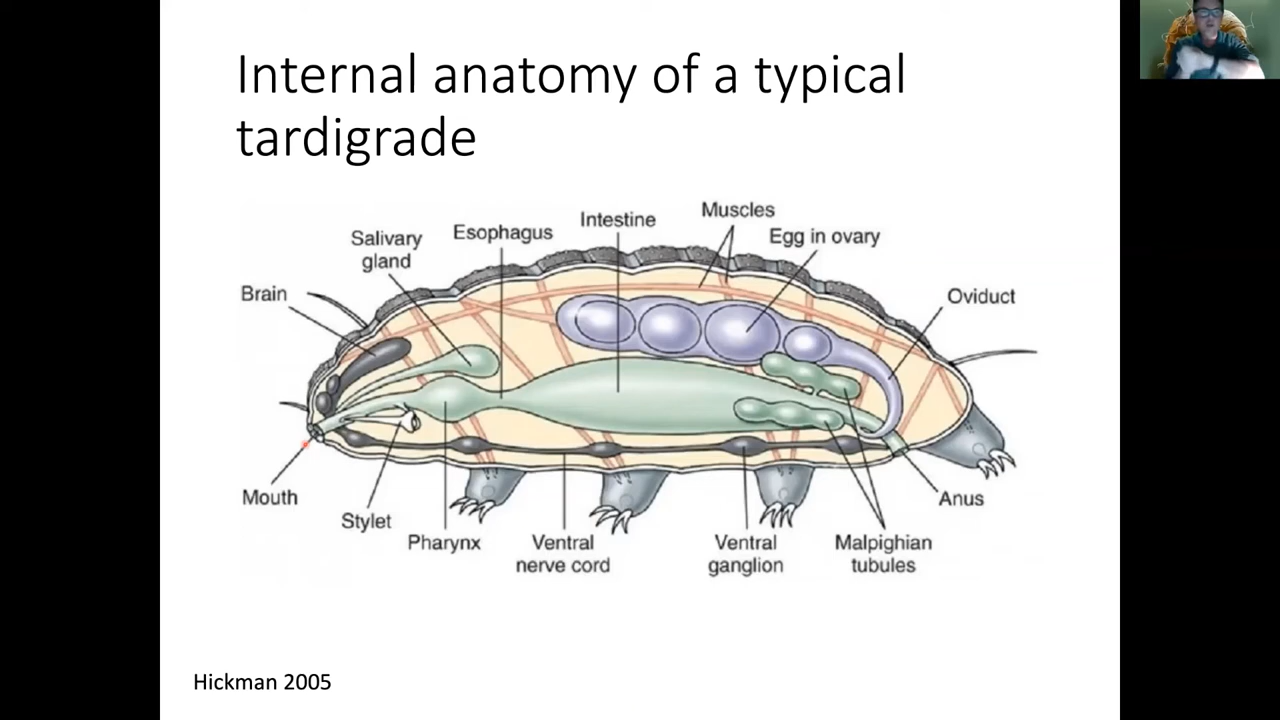 Internal anatomy of a typical
tardigrade
Muscles
Intestine
Egg in ovary
Esophagus
Salivary
gland
Brain
Oviduct
Mouth
Anus
Stylet
Pharynx
Ventral
nerve cord
Ventral
ganglion
Malpighian
tubules
Hickman 2005